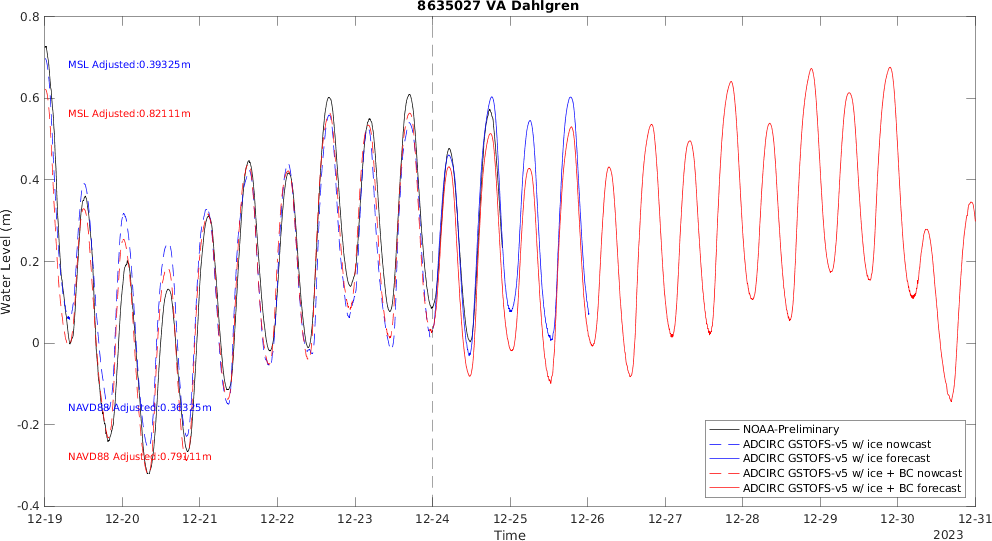 8635027 VA Dahlgren
0.8
0.6
0.4
0.2
0
-0.2
-0.4
Water Level (m)
MSL Adjusted:0.39325m
MSL Adjusted:0.82111m
NAVD88 Adjusted:0.36325m
NAVD88 Adjusted:0.79111m
NOAA-Preliminary
ADCIRC GSTOFS-v5 w/ ice nowcast
ADCIRC GSTOFS-v5 w/ ice forecast
ADCIRC GSTOFS-v5 w/ ice + BC nowcast
ADCIRC GSTOFS-v5 w/ ice + BC forecast
12-19 12-20 12-21 12-22 12-23 12-24 12-25 12-26 12-27 12-28 12-29 12-30 12-31
Time
2023